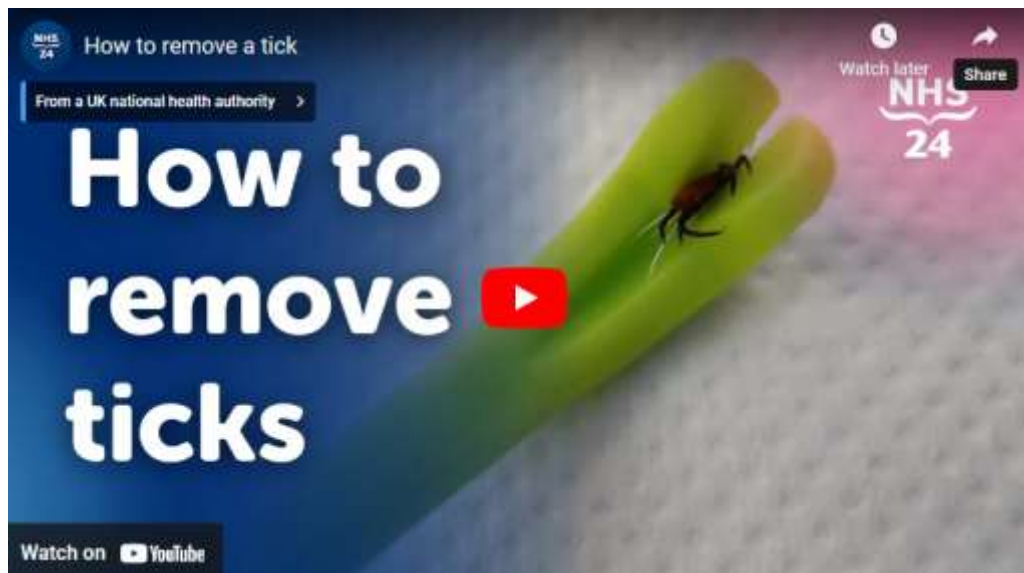 NHS
24
How to remove a tick
Watch later
Share
From a UK national health authority
NHS
24
How to
remove
ticks
Watch on YouTube